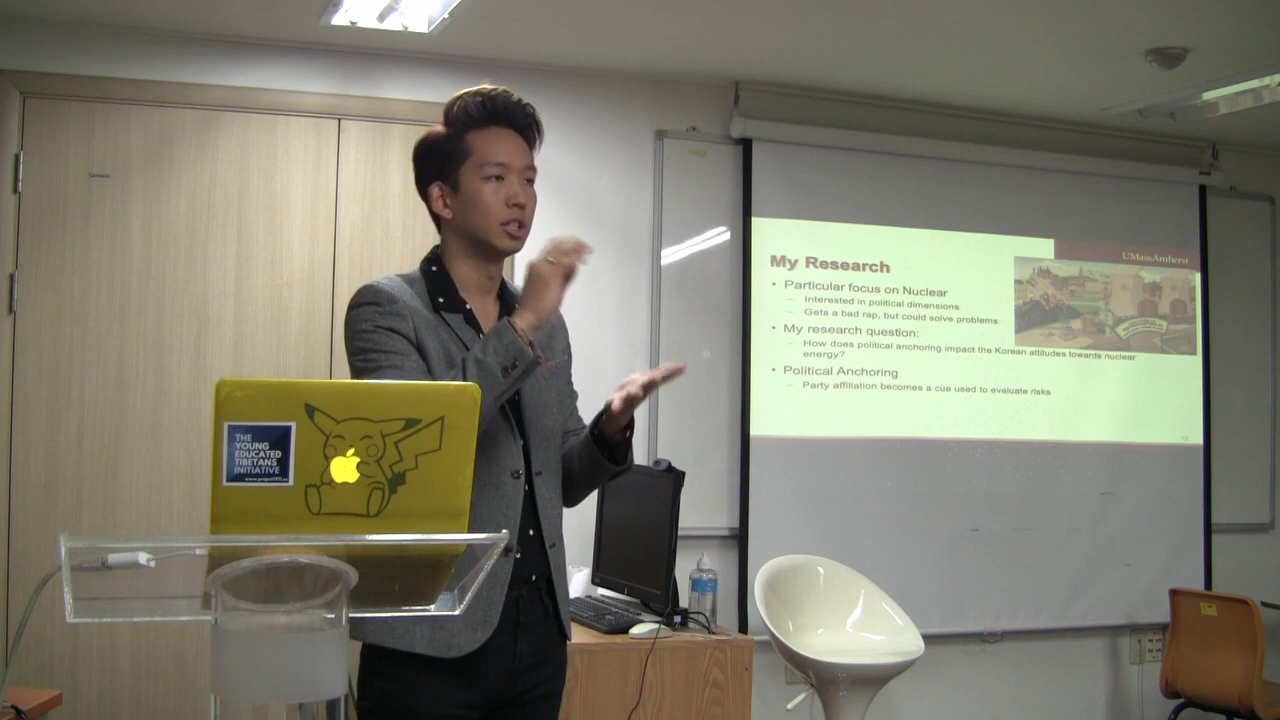 THE
YOUNG
EDUCATED
TIBETANS
INITIATIVE
UMassAmherst
My Research
• Particular focus on Nuclear
– Interested in political dimensions
– Gets a bad rap, but could solve problems
• My research question:
– How does political anchoring impact the Korean attitudes towards nuclear
energy?
• Political Anchoring
– Party affiliation becomes a cue used to evaluate risks